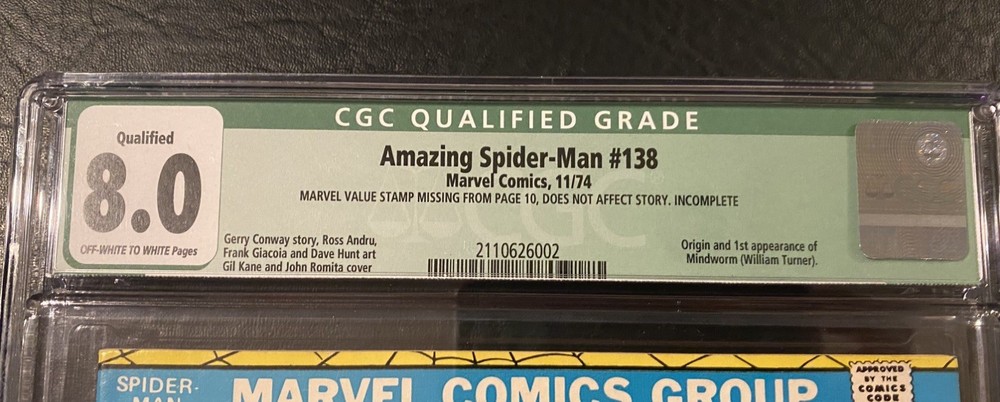 CGC QUALIFIED GRADE
Qualified
8.0
OFF-WHITE TO WHITE Pages
Amazing Spider-Man #138
Marvel Comics, 11/74
MARVEL VALUE STAMP MISSING FROM PAGE 10, DOES NOT AFFECT STORY. INCOMPLETE
CGC
Gerry Conway story, Ross Andru,
Frank Giacoia and Dave Hunt art
Gil Kane and John Romita cover
2110626002
Origin and 1st appearance of
Mindworm (William Turner).
SPIDER-
MAN
MARVEL COMICS GROUP
APPROVED
BY THE
COMICS
CODE